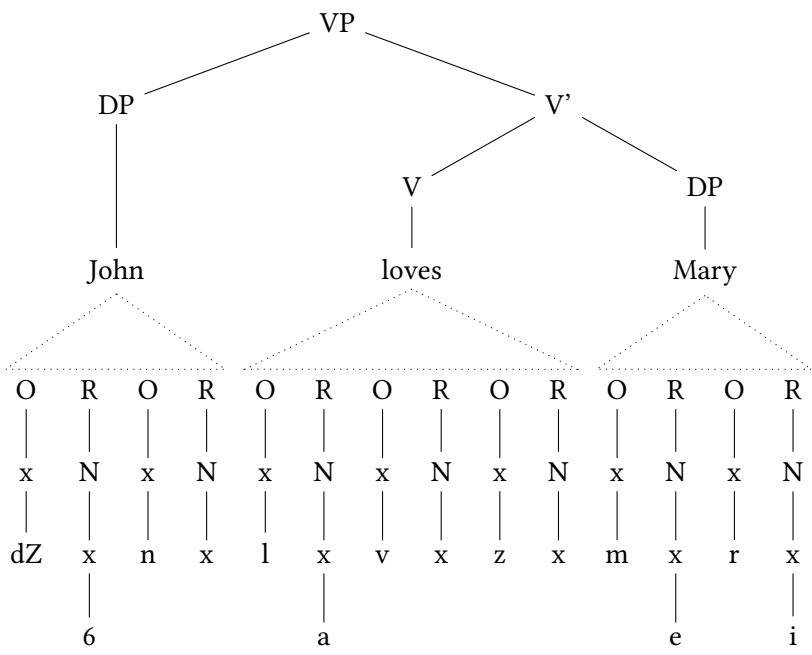 VP
DP V’
V DP
John loves Mary
O R O R O R O R O R O R O R
x N x N x N x N x N x N x N
dZ x n x l x v x z x m x r x
6 a e i